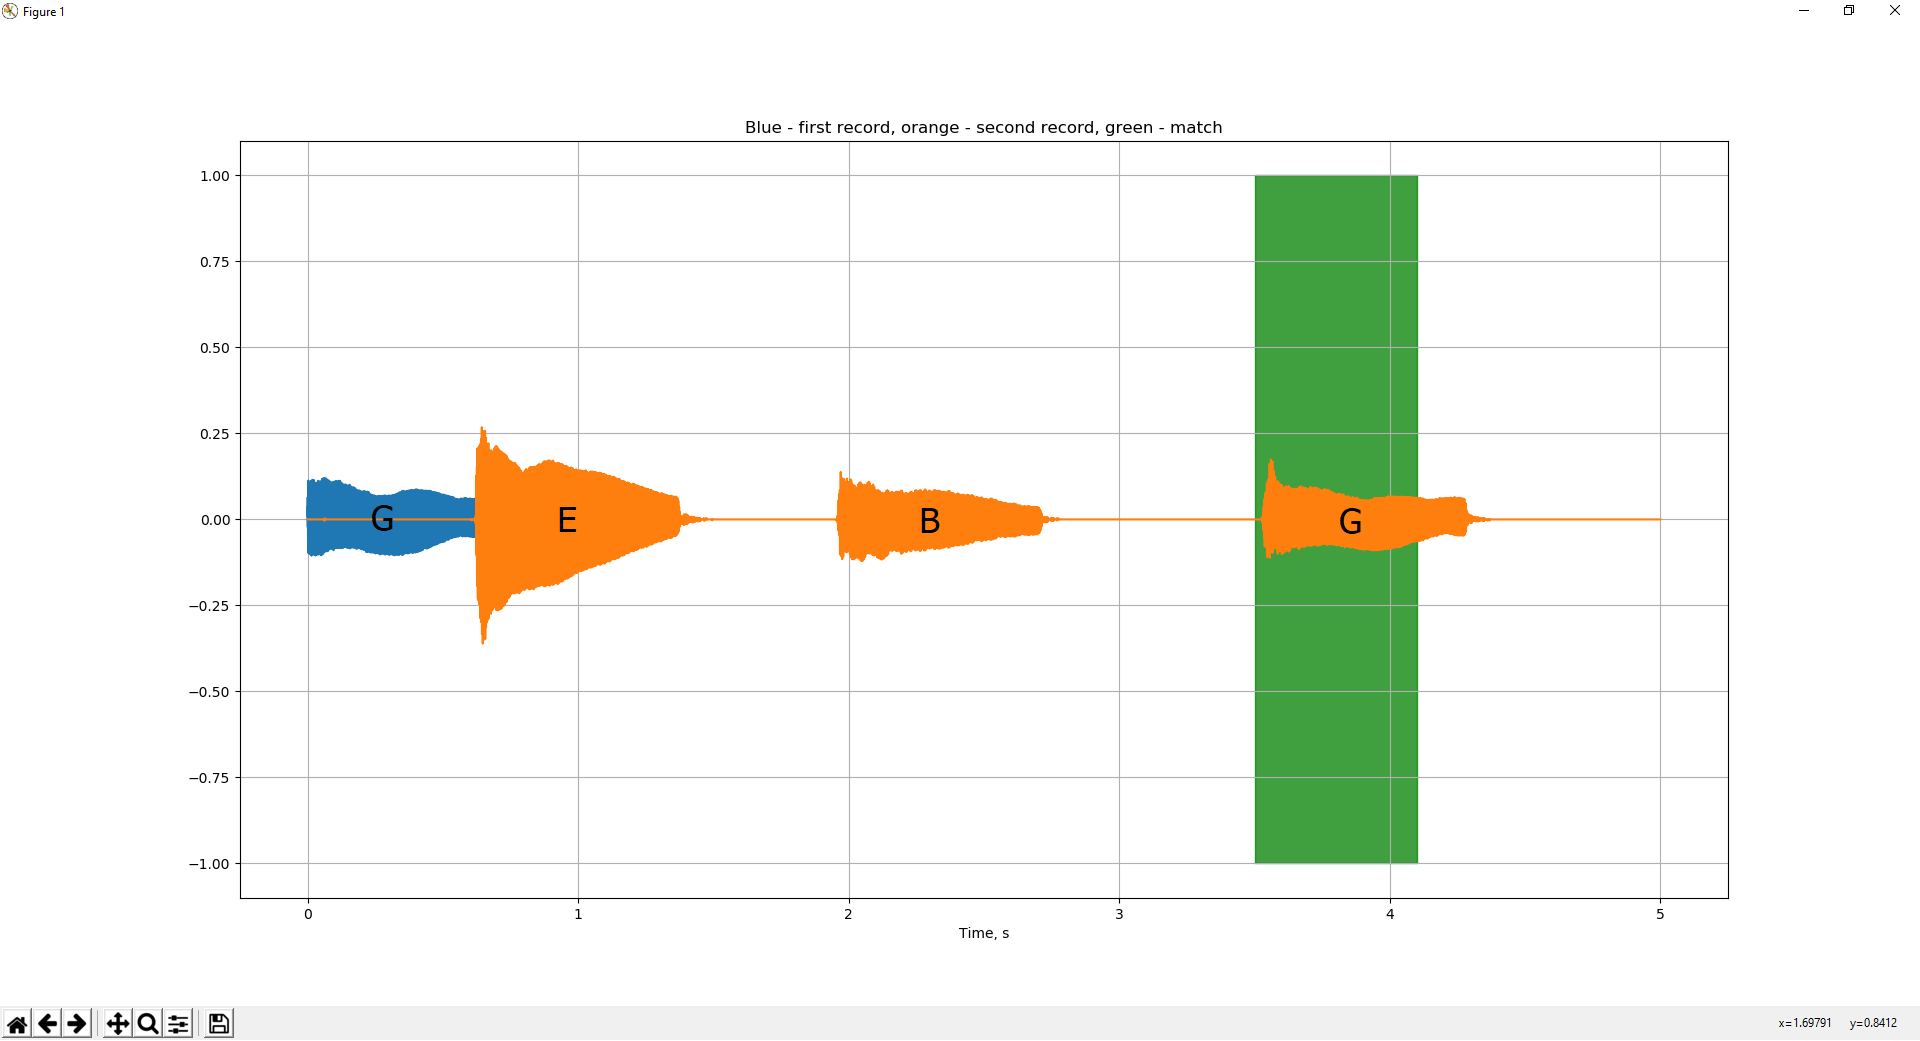 Figure 1
Blue - first record, orange - second record, green - match
1.00
0.75
0.50
0.25
0.00
−0.25
−0.50
−0.75
−1.00
G E B G
0 1 2 3 4 5
Time, s
x=1.69791 y=0.8412